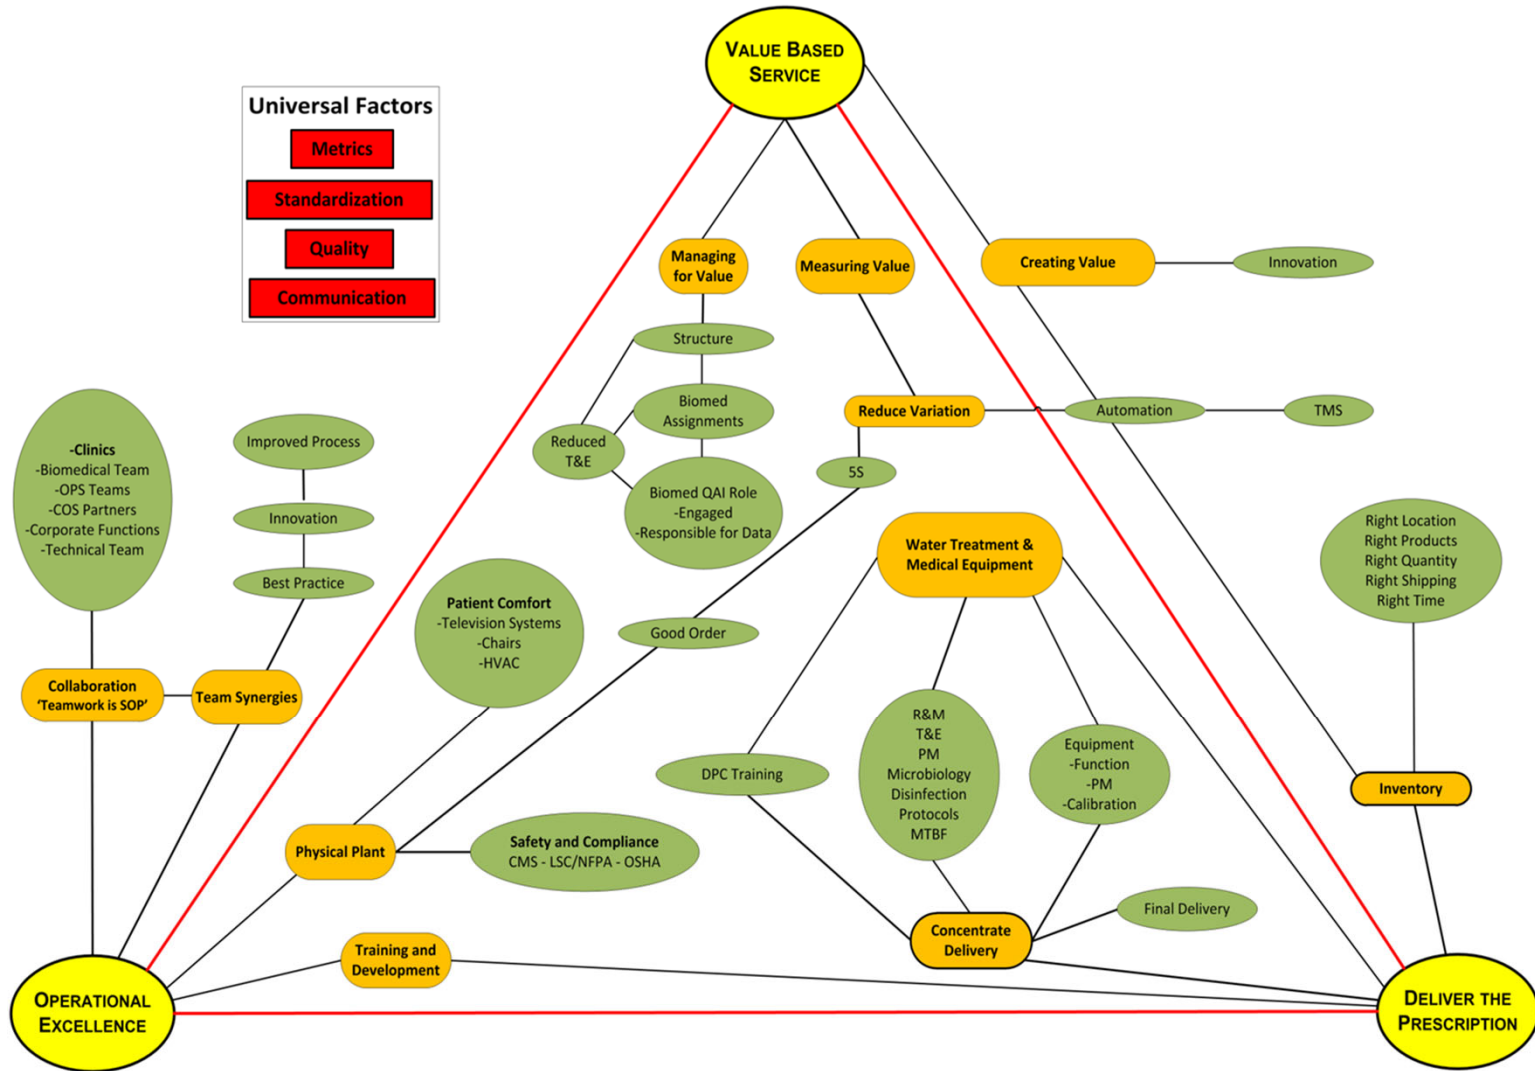 VALUE BASED
SERVICE
Universal Factors
Metrics
Standardization
Quality
Communication
Managing
for Value
Measuring Value
Creating Value
Innovation
Structure
Biomed
Assignments
Reduced
T&E
Biomed QAI Role
-Engaged
-Responsible for Data
Reduce Variation
Automation
TMS
5S
-Clinics
-Biomedical Team
-OPS Teams
-COS Partners
-Corporate Functions
-Technical Team
Improved Process
Innovation
Best Practice
Collaboration
‘Teamwork is SOP’
Team Synergies
Patient Comfort
-Television Systems
-Chairs
-HVAC
Good Order
Water Treatment &
Medical Equipment
Right Location
Right Products
Right Quantity
Right Shipping
Right Time
DPC Training
R&M
T&E
PM
Microbiology
Disinfection
Protocols
MTBF
Equipment
-Function
-PM
-Calibration
Inventory
Physical Plant
Safety and Compliance
CMS - LSC/NFPA - OSHA
Final Delivery
Concentrate
Delivery
Training and
Development
OPERATIONAL
EXCELLENCE
DELIVER THE
PRESCRIPTION